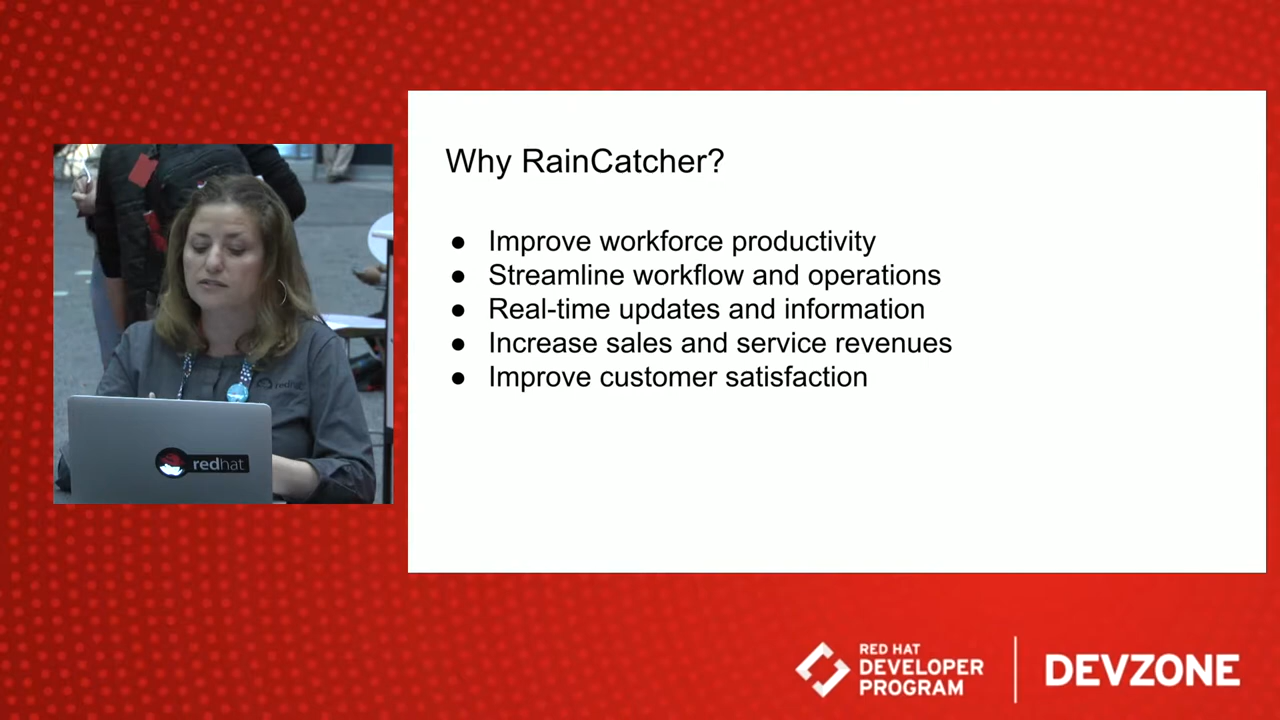 Why RainCatcher?
● Improve workforce productivity
● Streamline workflow and operations
● Real-time updates and information
● Increase sales and service revenues
● Improve customer satisfaction
redhat
redhat
RED HAT
DEVELOPER
PROGRAM
DEVZONE